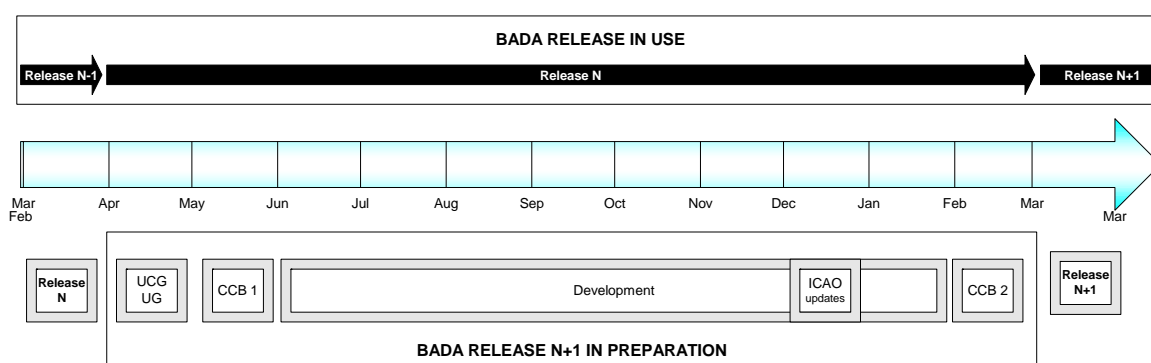 BADA RELEASE IN USE
Release N-1 Release N Release N+1
Mar Apr May Jun Jul Aug Sep Oct Nov Dec Jan Feb Mar
Feb Mar
Release
N
UCG
UG
CCB 1
Development
ICAO
updates
CCB 2
Release
N+1
BADA RELEASE N+1 IN PREPARATION